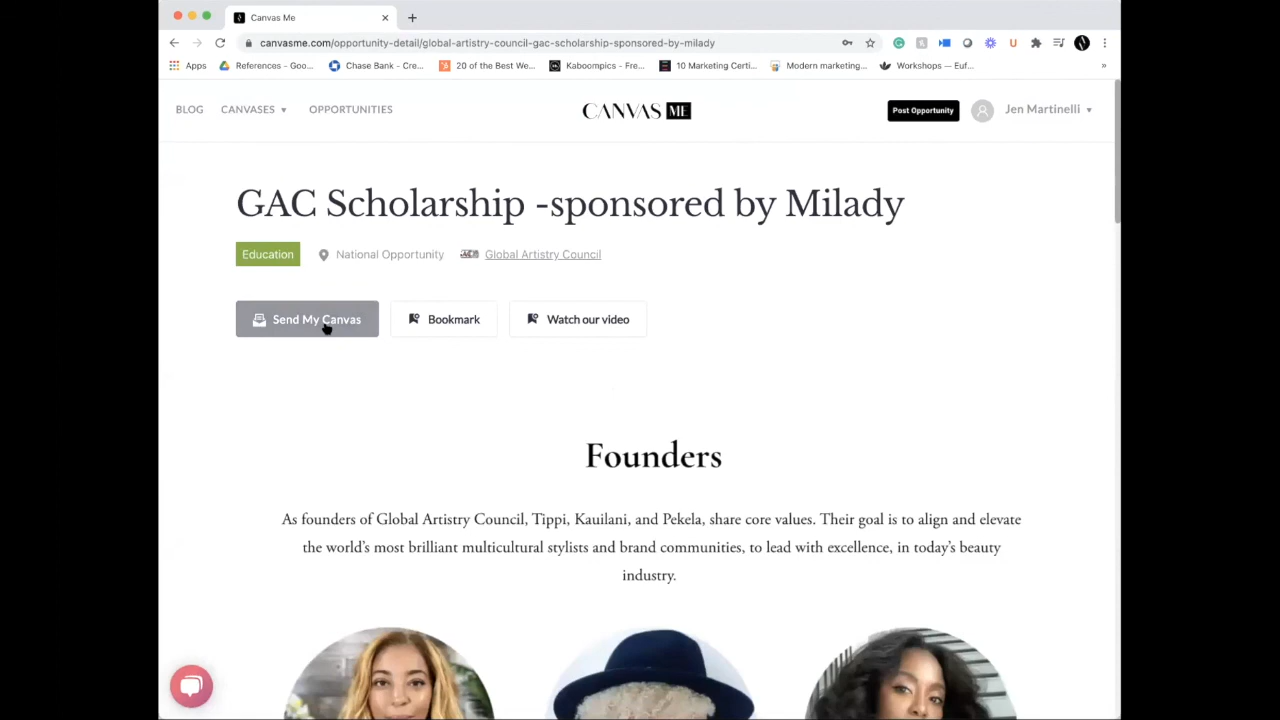 Canvas Me
canvasme.com/opportunity-detail/global-artistry-council-gac-scholarship-sponsored-by-milady
Apps
References - Goo...
Chase Bank - Cre...
20 of the Best We...
Kaboompics - Fre...
10 Marketing Certi...
Modern marketing...
Workshops — Euf...
»
BLOG
CANVASES
OPPORTUNITIES
CANVAS ME
Post Opportunity
Jen Martinelli
GAC Scholarship -sponsored by Milady
Education
National Opportunity
Global Artistry Council
Send My Canvas
Bookmark
Watch our video
Founders
As founders of Global Artistry Council, Tippi, Kauilani, and Pekela, share core values. Their goal is to align and elevate
the world's most brilliant multicultural stylists and brand communities, to lead with excellence, in today's beauty
industry.